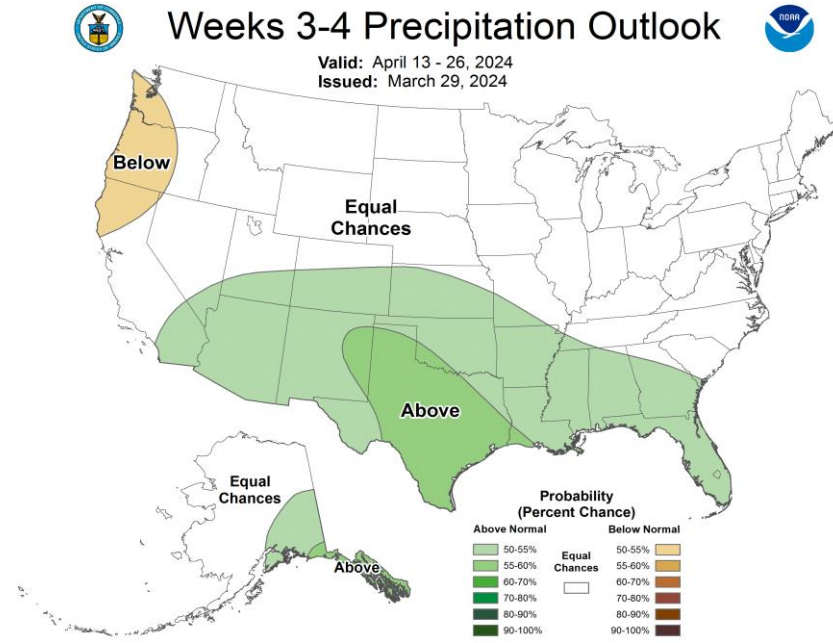 Weeks 3-4 Precipitation Outlook
NOAA
Valid: April 13 - 26, 2024
Issued: March 29, 2024
Below
Equal
Chances
Above
Equal
Chances
Above
Probability
(Percent Chance)
Above Normal
Below Normal
50-55%
55-60%
60-70%
70-80%
80-90%
90-100%
Equal
Chances
50-55%
55-60%
60-70%
70-80%
80-90%
90-100%